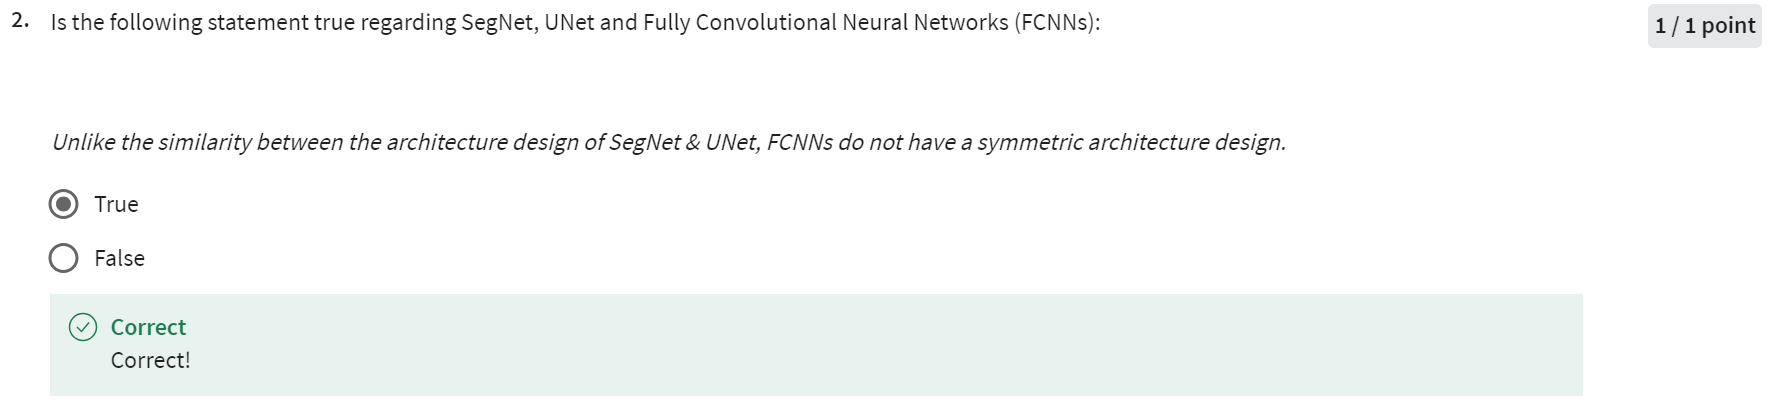 2. Is the following statement true regarding SegNet, UNet and Fully Convolutional Neural Networks (FCNNs):
1 / 1 point
Unlike the similarity between the architecture design of SegNet & UNet, FCNNs do not have a symmetric architecture design.
True
False
Correct
Correct!